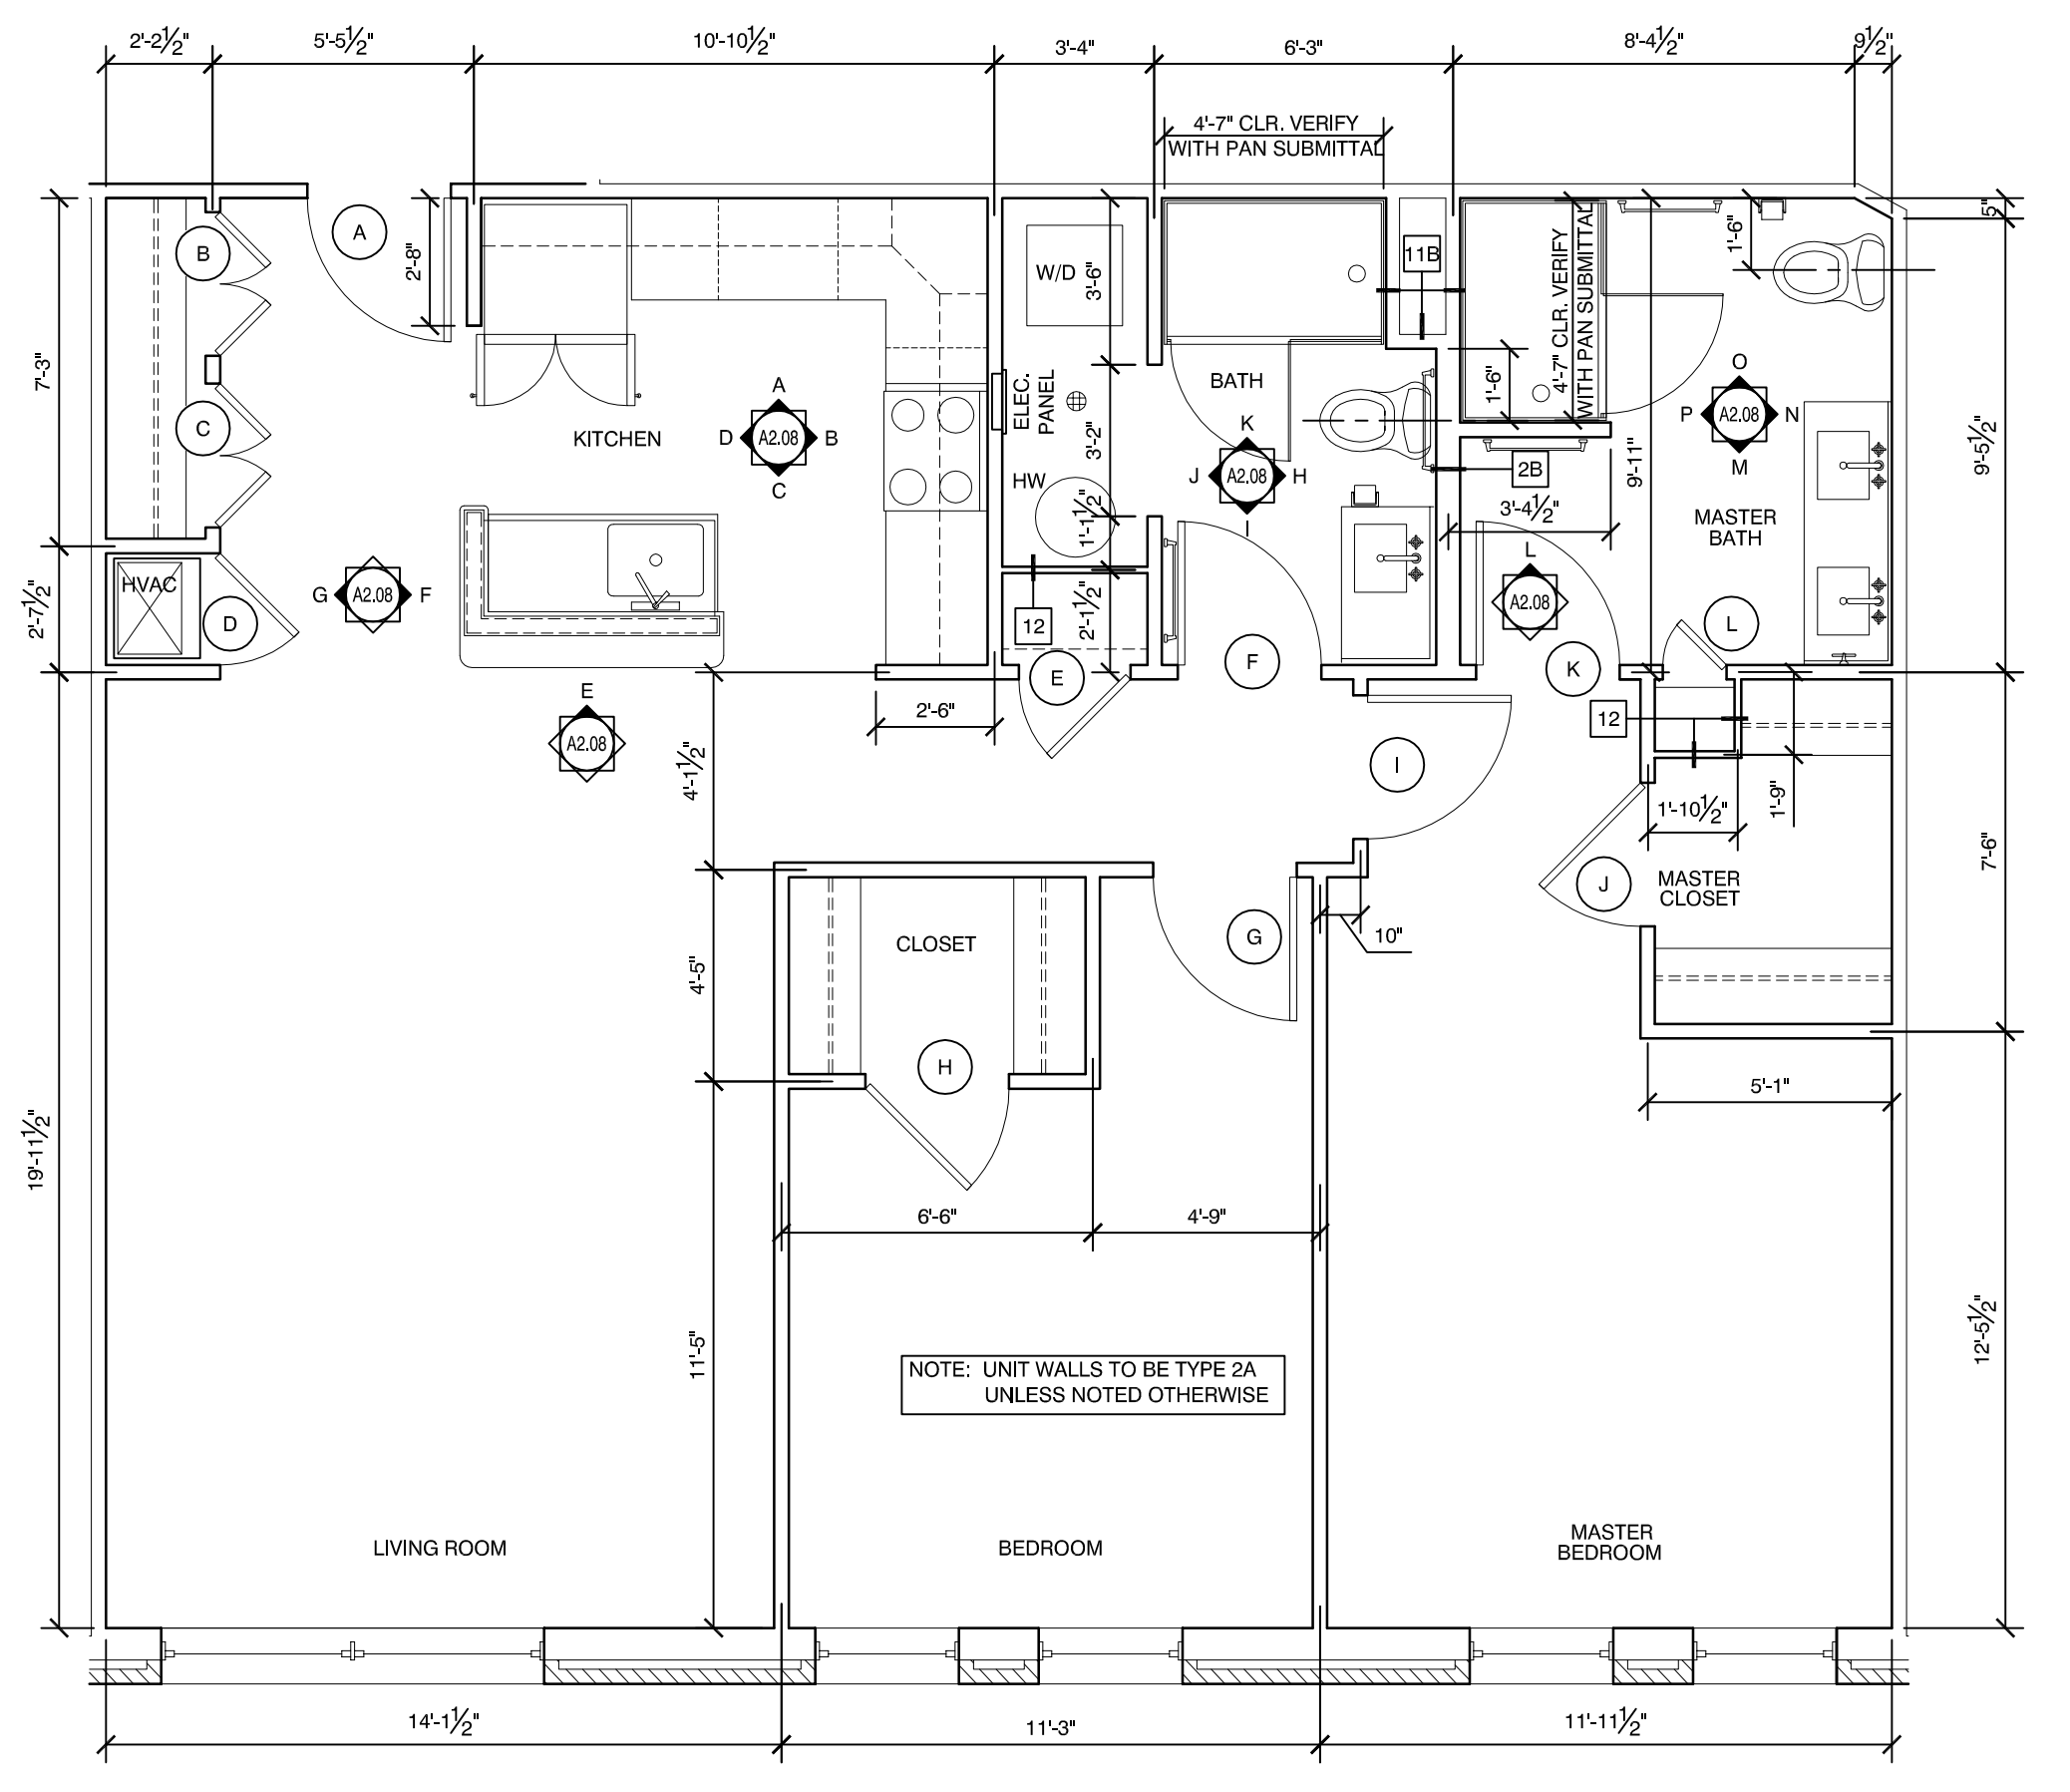 2'-2½"
5'-5½"
10'-10½"
3'-4"
6'-3"
8'-4½"
9½"
4'-7" CLR. VERIFY
WITH PAN SUBMITTAL
5"
A
B
C
D
2'-8"
7'-3"
2'-7½"
HVAC
G
A2.08
F
KITCHEN
A
D
A2.08
B
C
W/D
3'-6"
ELEC.
PANEL
3'-2"
HW
1'-1½"
12
2'-1½"
E
2'-6"
BATH
K
J
A2.08
H
I
11B
1'-6"
2B
3'-4½"
4'-7" CLR. VERIFY
WITH PAN SUBMITTAL
9'-11"
1'-6"
O
P
A2.08
N
M
MASTER
BATH
9'-5½"
L
A2.08
F
K
L
E
A2.08
4'-1½"
I
12
1'-10½"
1'-9"
J
MASTER
CLOSET
7'-6"
CLOSET
4'-5"
G
10"
H
5'-1"
19'-11½"
6'-6"
4'-9"
11'-5"
12'-5½"
NOTE: UNIT WALLS TO BE TYPE 2A
UNLESS NOTED OTHERWISE
LIVING ROOM
BEDROOM
MASTER
BEDROOM
14'-1½"
11'-3"
11'-11½"